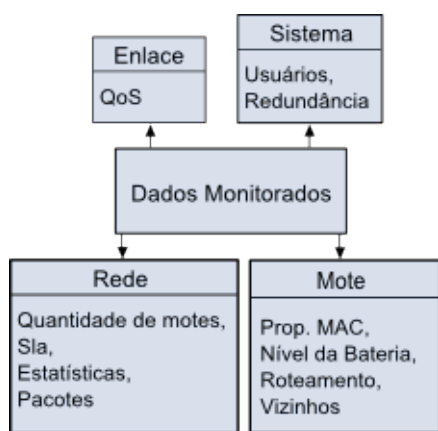 Enlace
QoS
Sistema
Usuários,
Redundância
Dados Monitorados
Rede
Quantidade de motes,
Sla,
Estatísticas,
Pacotes
Mote
Prop. MAC,
Nível da Bateria,
Roteamento,
Vizinhos